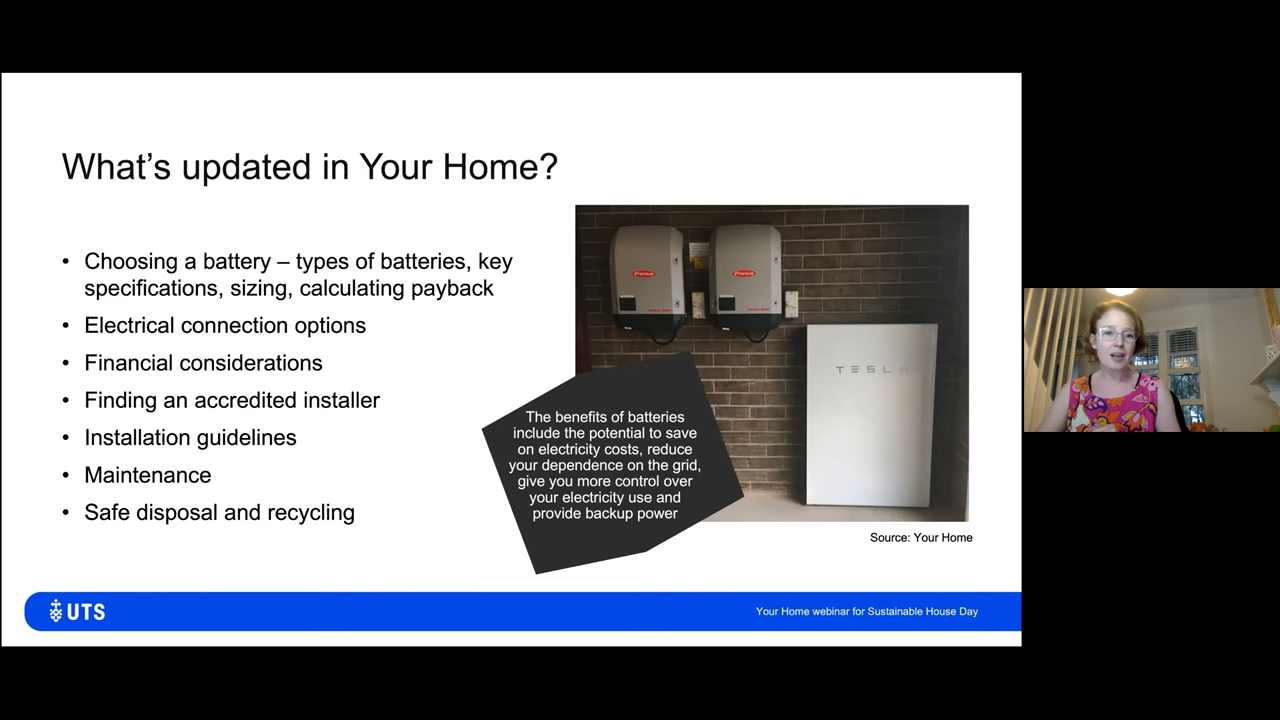 What's updated in Your Home?
• Choosing a battery – types of batteries, key
specifications, sizing, calculating payback
• Electrical connection options
• Financial considerations
• Finding an accredited installer
• Installation guidelines
• Maintenance
• Safe disposal and recycling
Fronius
Fronius
TESLA
The benefits of batteries
include the potential to save
on electricity costs, reduce
your dependence on the grid,
give you more control over
your electricity use and
provide backup power
Source: Your Home
UTS
Your Home webinar for Sustainable House Day